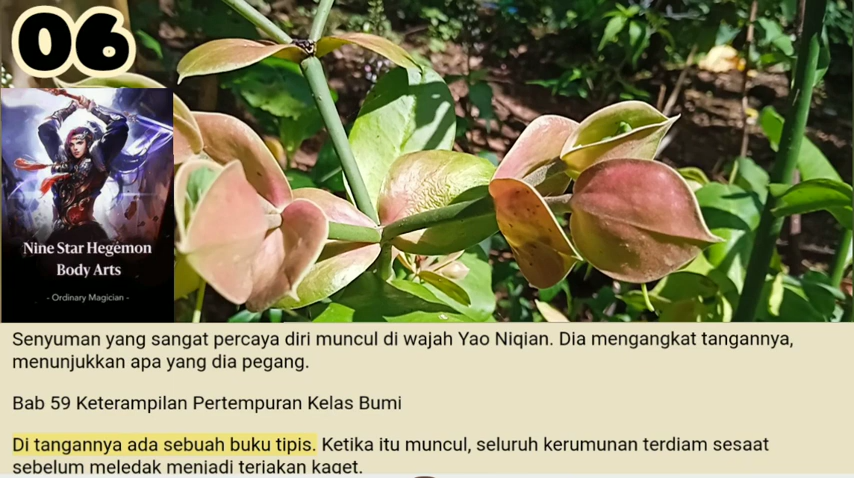 06
Nine Star Hegemon
Body Arts
- Ordinary Magician -
Senyuman yang sangat percaya diri muncul di wajah Yao Niqian. Dia mengangkat tangannya,
menunjukkan apa yang dia pegang.
Bab 59 Keterampilan Pertempuran Kelas Bumi
Di tangannya ada sebuah buku tipis. Ketika itu muncul, seluruh kerumunan terdiam sesaat
sebelum meledak menjadi teriakan kaget.